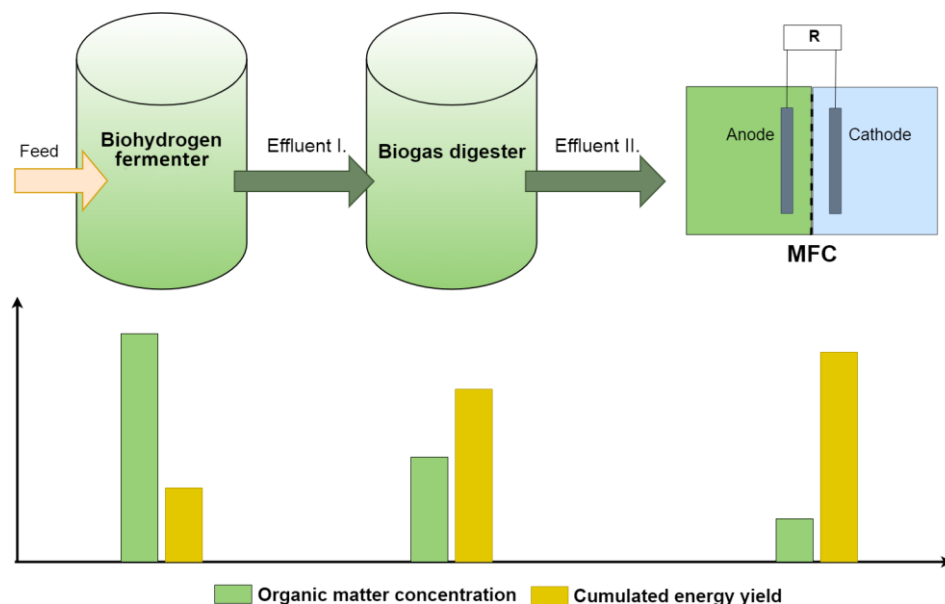 R
Feed
Biohydrogen
fermenter
Effluent I.
Biogas digester
Effluent II.
Anode
Cathode
MFC
Organic matter concentration
Cumulated energy yield